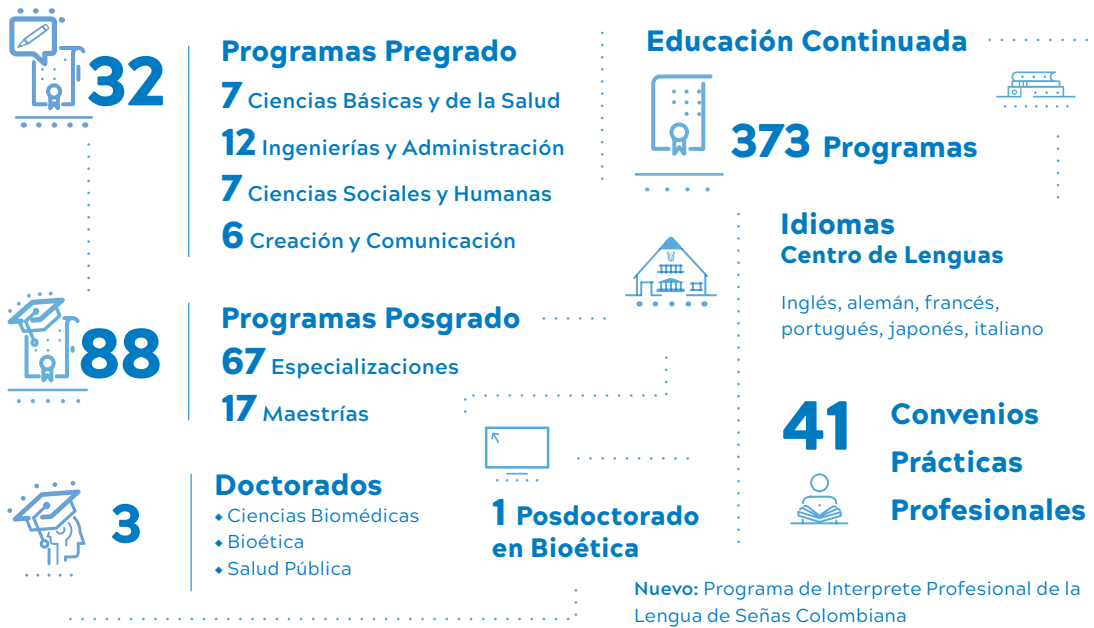 32
Programas Pregrado
7 Ciencias Básicas y de la Salud
12 Ingenierías y Administración
7 Ciencias Sociales y Humanas
6 Creación y Comunicación
88
Programas Posgrado
67 Especializaciones
17 Maestrías
3
Doctorados
• Ciencias Biomédicas
• Bioética
• Salud Pública
1 Posdoctorado
en Bioética
Educación Continuada
373 Programas
Idiomas
Centro de Lenguas
Inglés, alemán, francés,
portugués, japonés, italiano
41
Convenios
Prácticas
Profesionales
Nuevo: Programa de Interprete Profesional de la
Lengua de Señas Colombiana